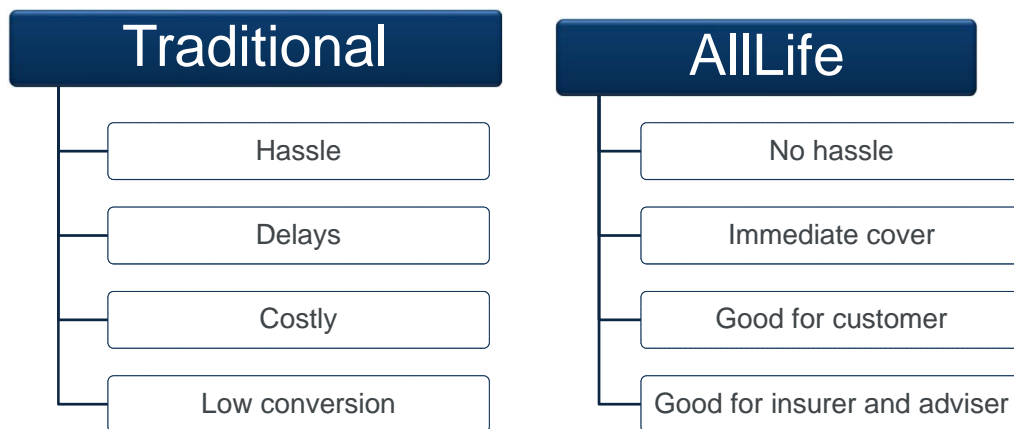 Traditional
Hassle
Delays
Costly
Low conversion
AllLife
No hassle
Immediate cover
Good for customer
Good for insurer and adviser